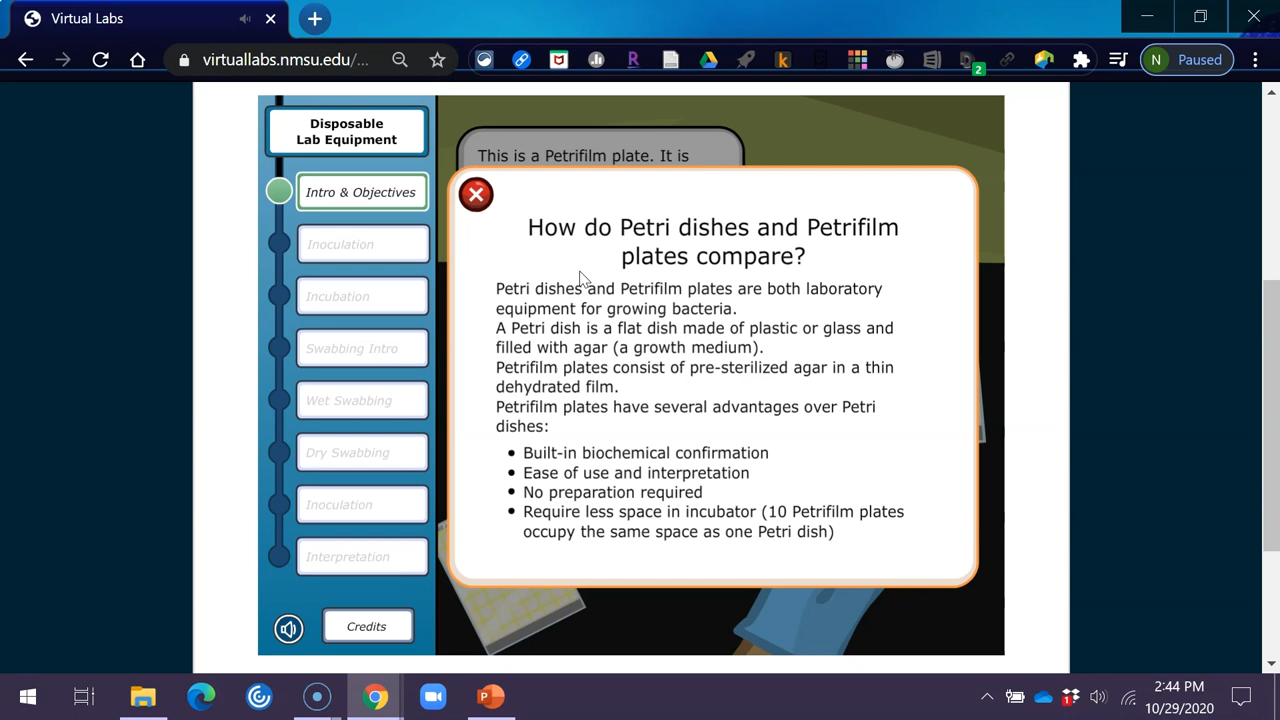 Virtual Labs
virtuallabs.nmsu.edu/...
2
N
Paused
Disposable
Lab Equipment
Intro & Objectives
Inoculation
Incubation
Swabbing Intro
Wet Swabbing
Dry Swabbing
Inoculation
Interpretation
Credits
This is a Petrifilm plate. It is
How do Petri dishes and Petrifilm
plates compare?
Petri dishes and Petrifilm plates are both laboratory
equipment for growing bacteria.
A Petri dish is a flat dish made of plastic or glass and
filled with agar (a growth medium).
Petrifilm plates consist of pre-sterilized agar in a thin
dehydrated film.
Petrifilm plates have several advantages over Petri
dishes:
• Built-in biochemical confirmation
• Ease of use and interpretation
• No preparation required
• Require less space in incubator (10 Petrifilm plates
occupy the same space as one Petri dish)
2:44 PM
10/29/2020